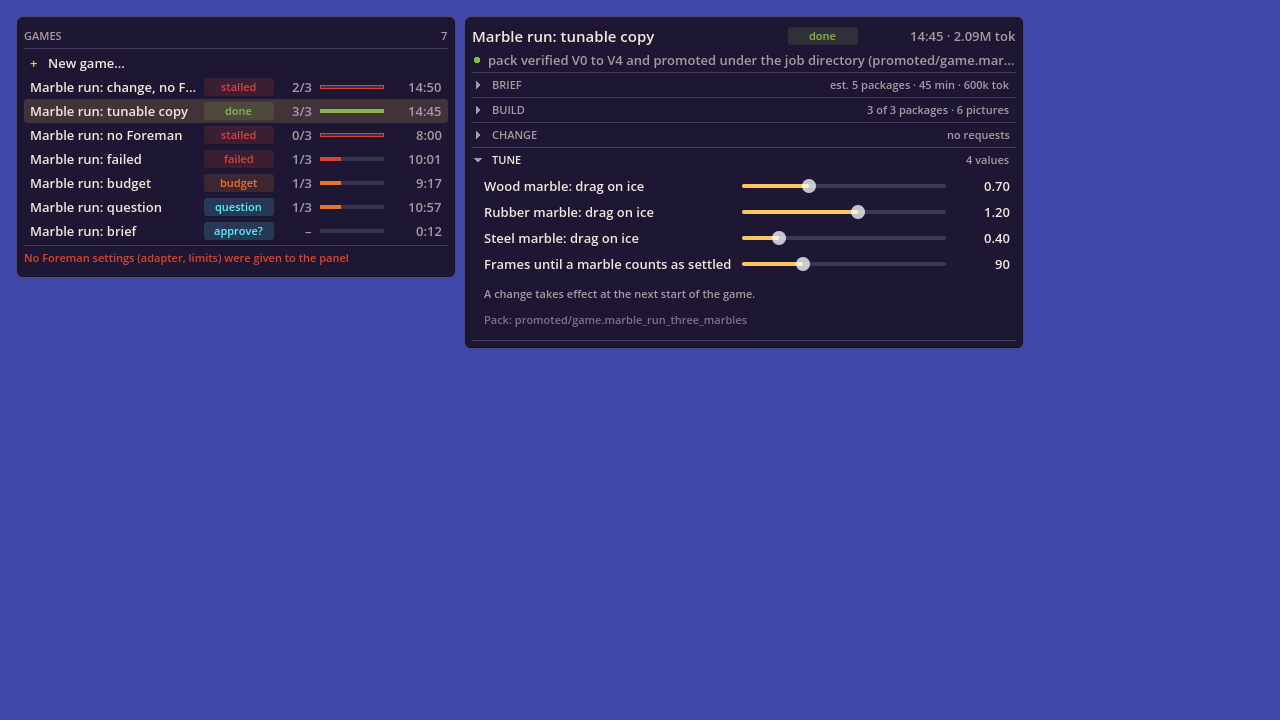 GAMES 7
+ New game...
Marble run: change, no F... stalled 2/3 14:50
Marble run: tunable copy done 3/3 14:45
Marble run: no Foreman stalled 0/3 8:00
Marble run: failed failed 1/3 10:01
Marble run: budget budget 1/3 9:17
Marble run: question question 1/3 10:57
Marble run: brief approve? – 0:12
No Foreman settings (adapter, limits) were given to the panel
Marble run: tunable copy done 14:45 · 2.09M tok
pack verified V0 to V4 and promoted under the job directory (promoted/game.mar...
BRIEF est. 5 packages · 45 min · 600k tok
BUILD 3 of 3 packages · 6 pictures
CHANGE no requests
TUNE 4 values
Wood marble: drag on ice 0.70
Rubber marble: drag on ice 1.20
Steel marble: drag on ice 0.40
Frames until a marble counts as settled 90
A change takes effect at the next start of the game.
Pack: promoted/game.marble_run_three_marbles